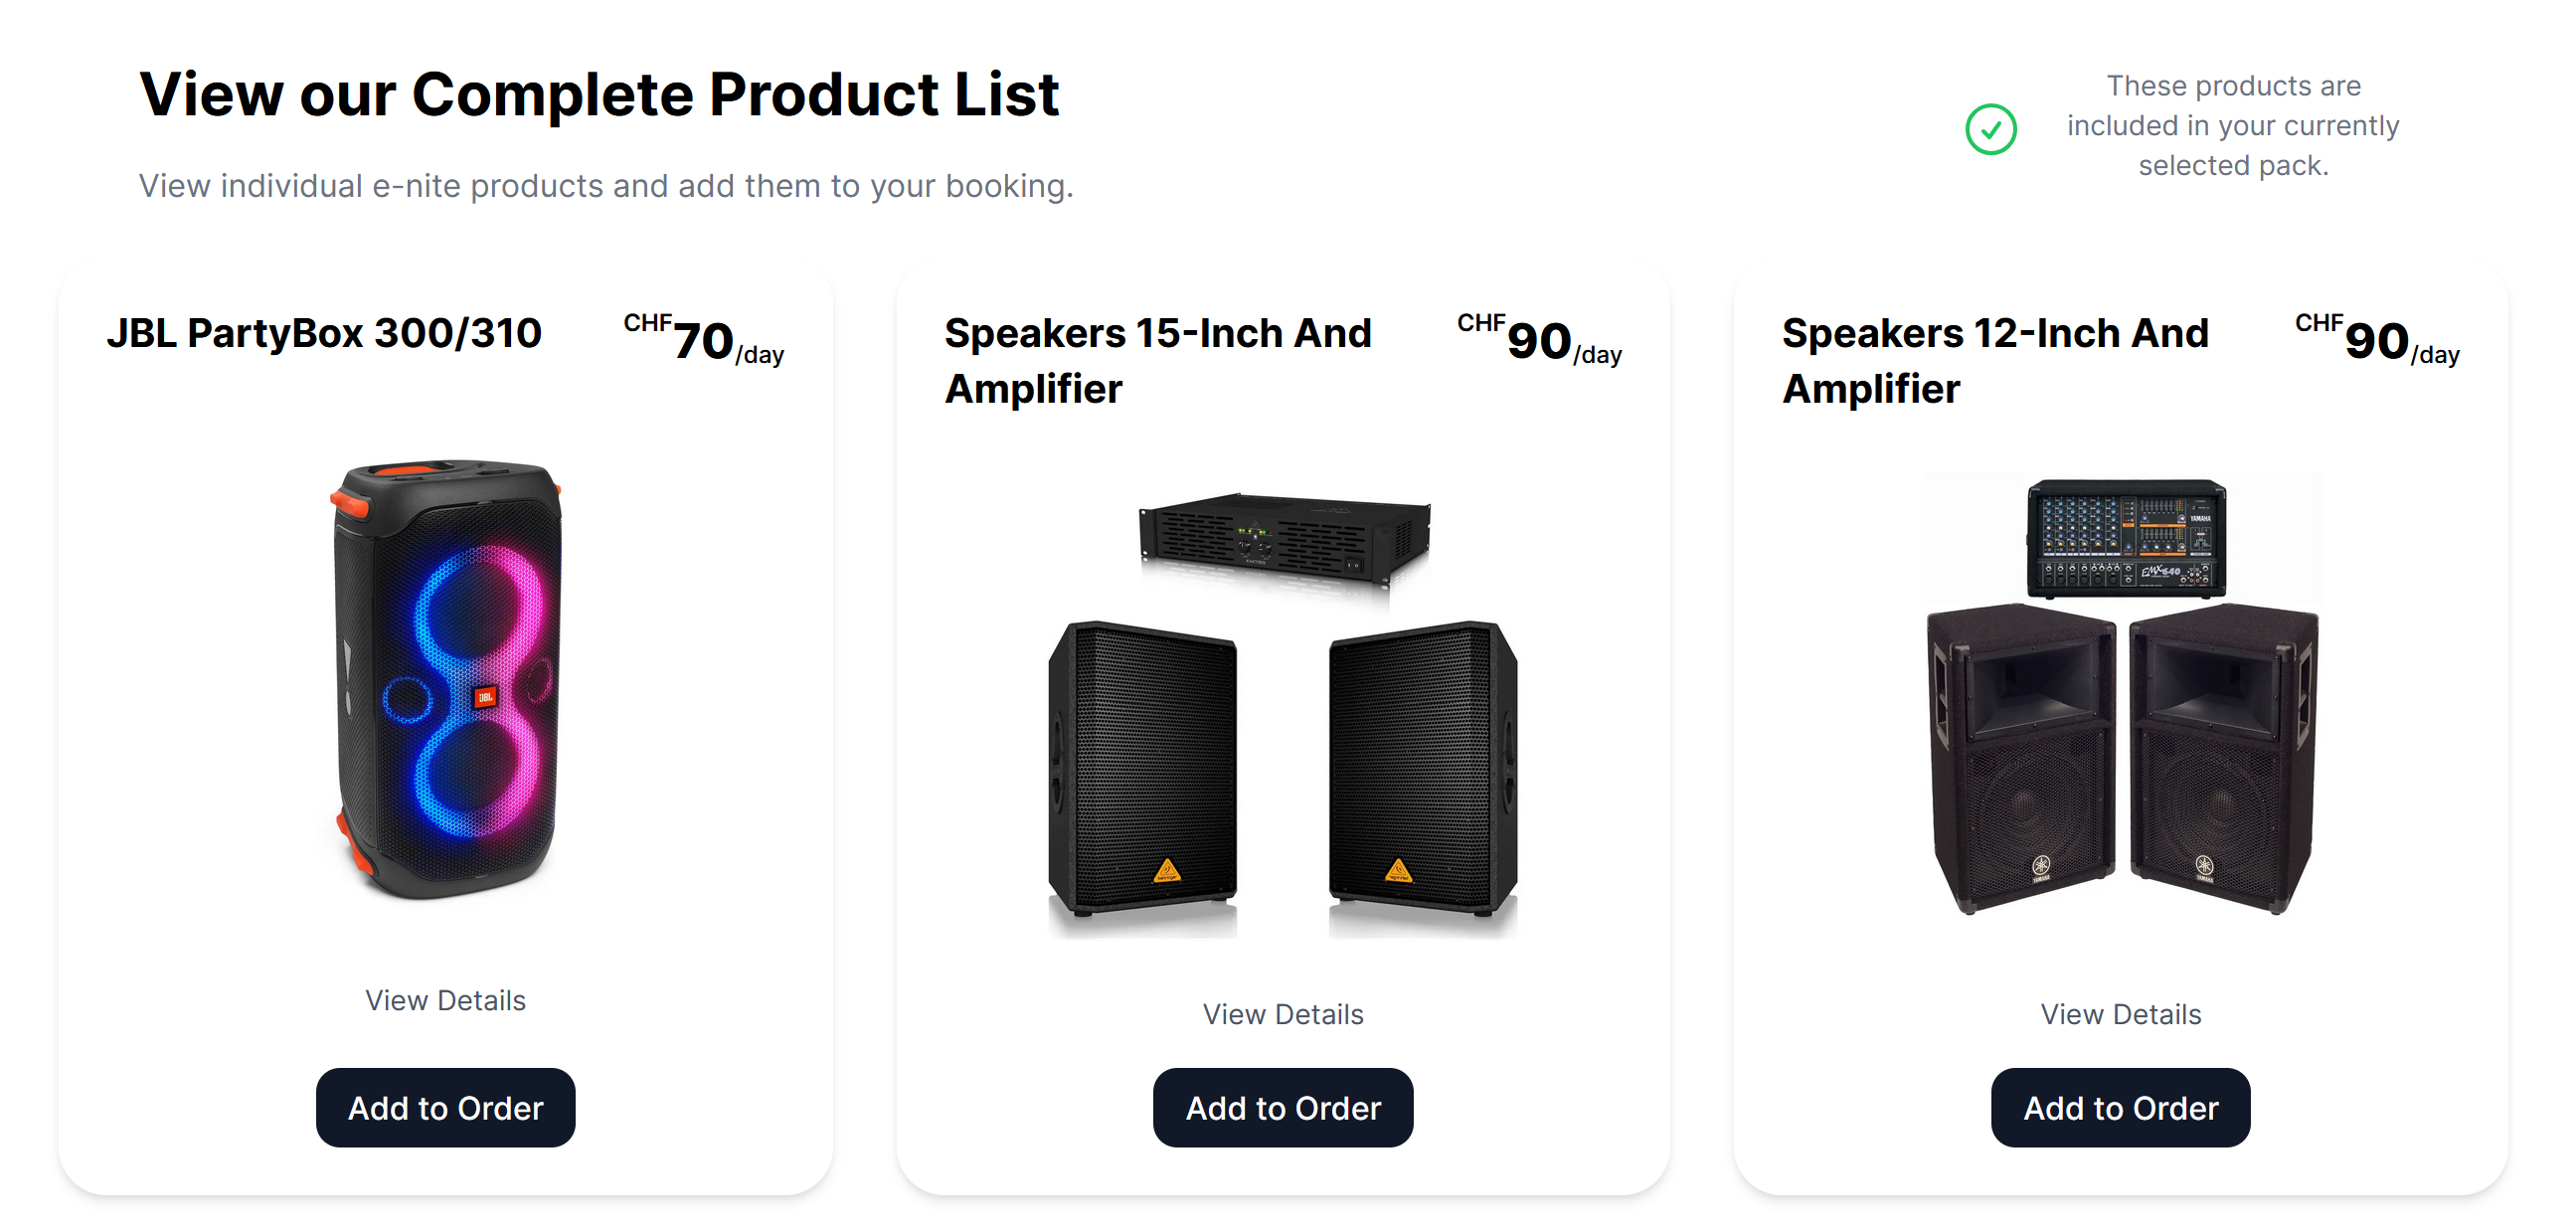 View our Complete Product List
View individual e-nite products and add them to your booking.
These products are
included in your currently
selected pack.
JBL PartyBox 300/310
CHF70/day
JBL
View Details
Add to Order
Speakers 15-Inch And
Amplifier
CHF90/day
View Details
Add to Order
Speakers 12-Inch And
Amplifier
CHF90/day
YAMAHA
EMX640
YAMAHA
YAMAHA
View Details
Add to Order